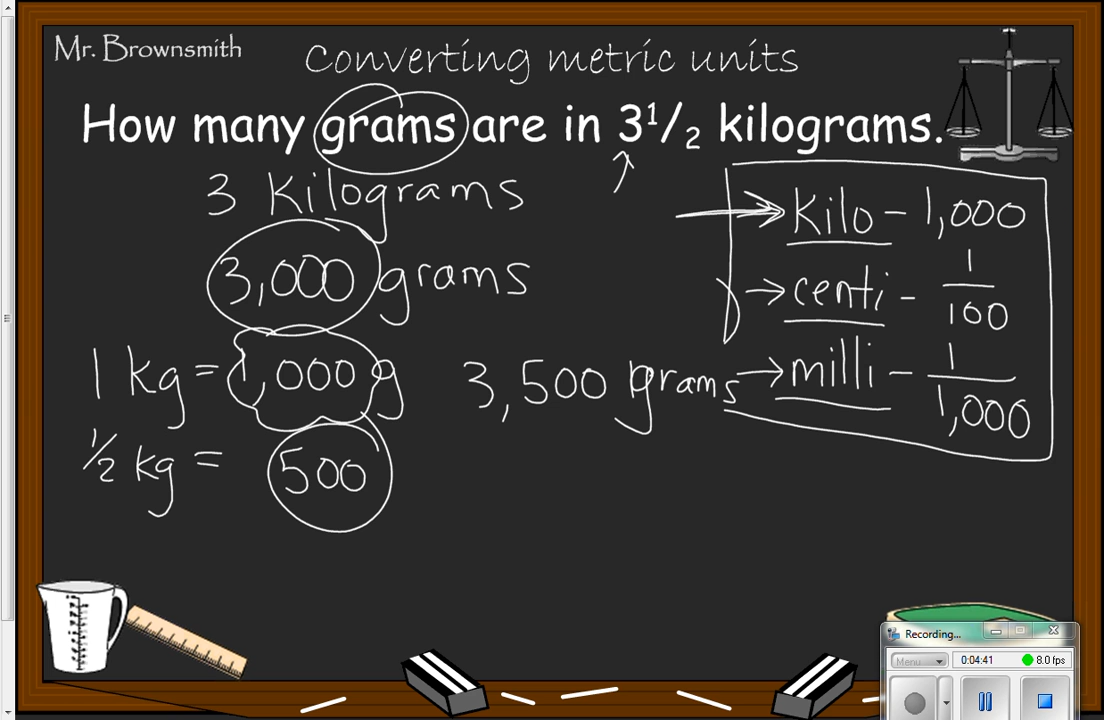 Mr. Brownsmith
Converting metric units
How many grams are in 3 1/2 kilograms.
3 Kilograms
3,000 grams
1 kg = 1,000 g
1/2 kg = 500
3,500 grams
Kilo - 1,000
centi - 1/100
milli - 1/1,000
Recording...
Menu
0:04:41
8.0 fps